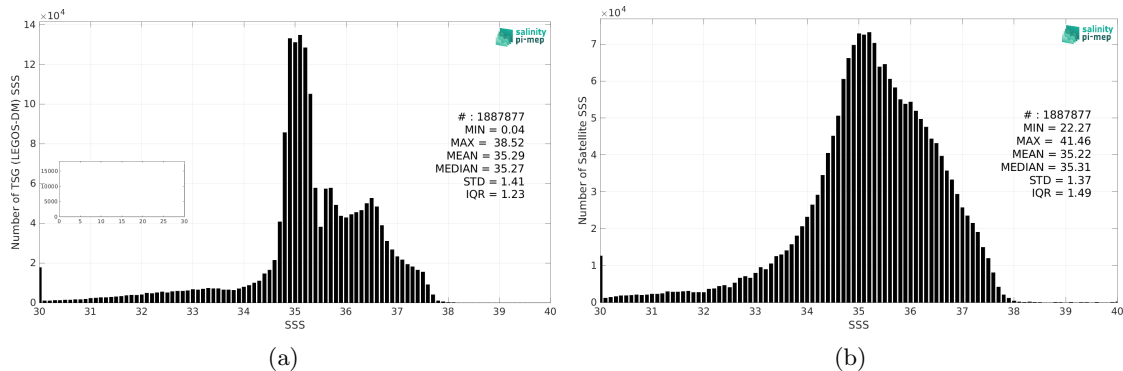 ×10^4
14
12
10
8
6
4
2
0
Number of TSG (LEGOS-DM) SSS
salinity
pi-mep
# : 1887877
MIN = 0.04
MAX = 38.52
MEAN = 35.29
MEDIAN = 35.27
STD = 1.41
IQR = 1.23
15000
10000
5000
0
0 5 10 15 20 25 30
30 31 32 33 34 35 36 37 38 39 40
SSS
(a)
×10^4
7
6
5
4
3
2
1
0
Number of Satellite SSS
salinity
pi-mep
# : 1887877
MIN = 22.27
MAX = 41.46
MEAN = 35.22
MEDIAN = 35.31
STD = 1.37
IQR = 1.49
30 31 32 33 34 35 36 37 38 39 40
SSS
(b)